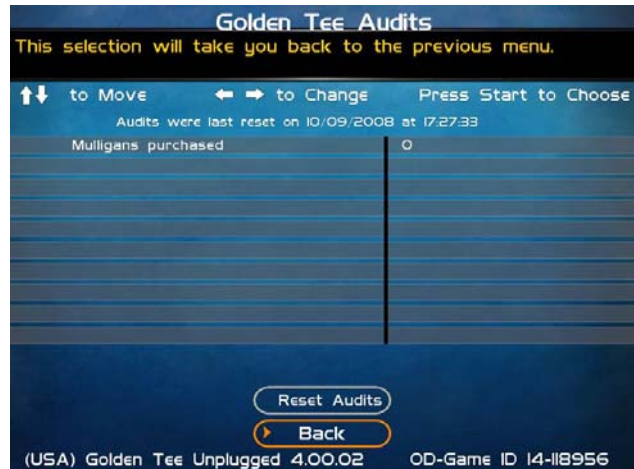 Golden Tee Audits
This selection will take you back to the previous menu.
to Move to Change Press Start to Choose
Audits were last reset on 10/09/2008 at 17:27:33
Mulligans purchased 0
Reset Audits
Back
(USA) Golden Tee Unplugged 4.00.02 OD-Game ID 14-118956